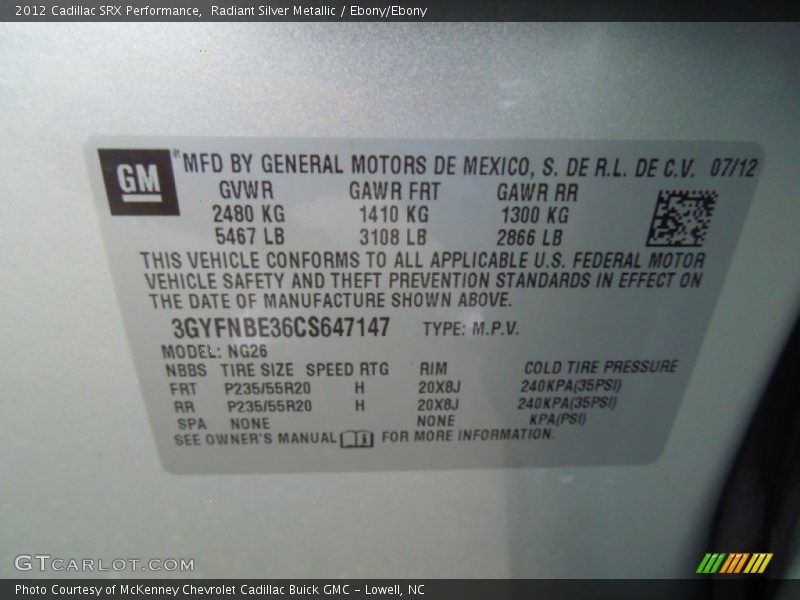 2012 Cadillac SRX Performance, Radiant Silver Metallic / Ebony/Ebony
GM ® MFD BY GENERAL MOTORS DE MEXICO, S. DE R.L. DE C.V. 07/12
GVWR GAWR FRT GAWR RR
2480 KG 1410 KG 1300 KG
5467 LB 3108 LB 2866 LB
THIS VEHICLE CONFORMS TO ALL APPLICABLE U.S. FEDERAL MOTOR
VEHICLE SAFETY AND THEFT PREVENTION STANDARDS IN EFFECT ON
THE DATE OF MANUFACTURE SHOWN ABOVE.
3GYFNBE36CS647147 TYPE: M.P.V.
MODEL: NG26
NBBS TIRE SIZE SPEED RTG RIM COLD TIRE PRESSURE
FRT P235/55R20 H 20X8J 240KPA(35PSI)
RR P235/55R20 H 20X8J 240KPA(35PSI)
SPA NONE NONE KPA(PSI)
SEE OWNER'S MANUAL FOR MORE INFORMATION.
GTCARLOT.COM
Photo Courtesy of McKenney Chevrolet Cadillac Buick GMC - Lowell, NC